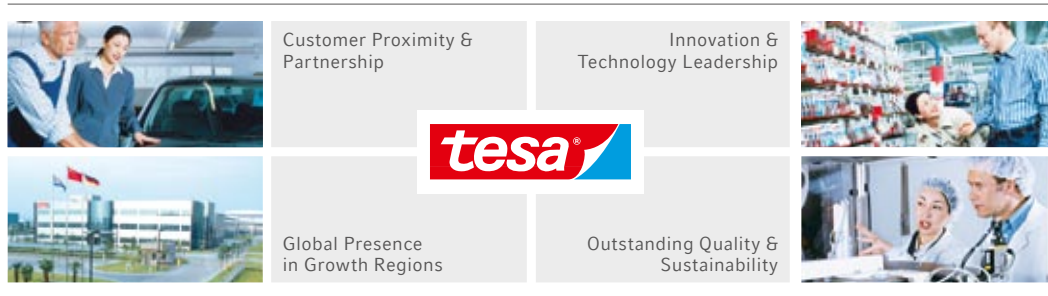 Customer Proximity &
Partnership
Innovation &
Technology Leadership
tesa®
Global Presence
in Growth Regions
Outstanding Quality &
Sustainability